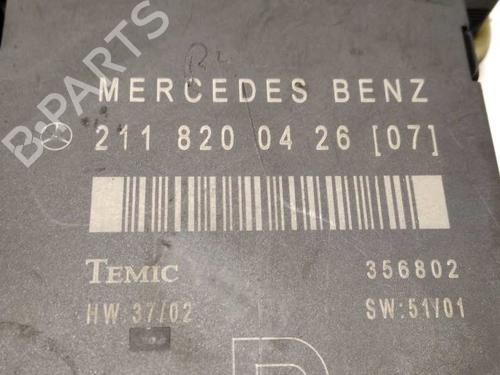 B-PARTS
MERCEDES BENZ
211 820 04 26 [07]
TEMIC 356802
HW:37/02 SW:51/01